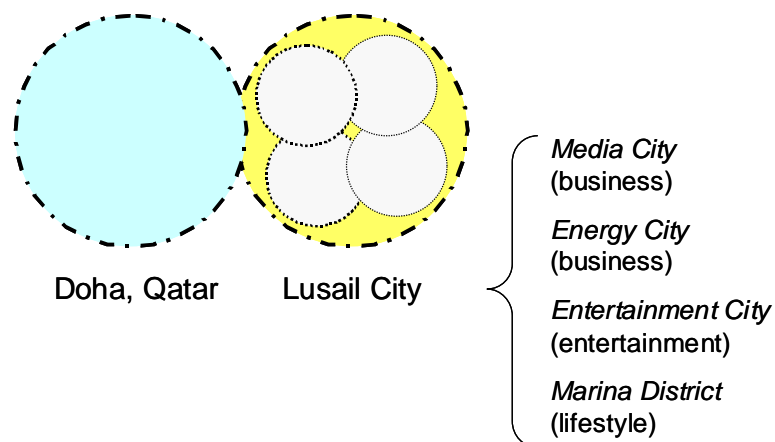 Doha, Qatar
Lusail City
Media City
(business)
Energy City
(business)
Entertainment City
(entertainment)
Marina District
(lifestyle)